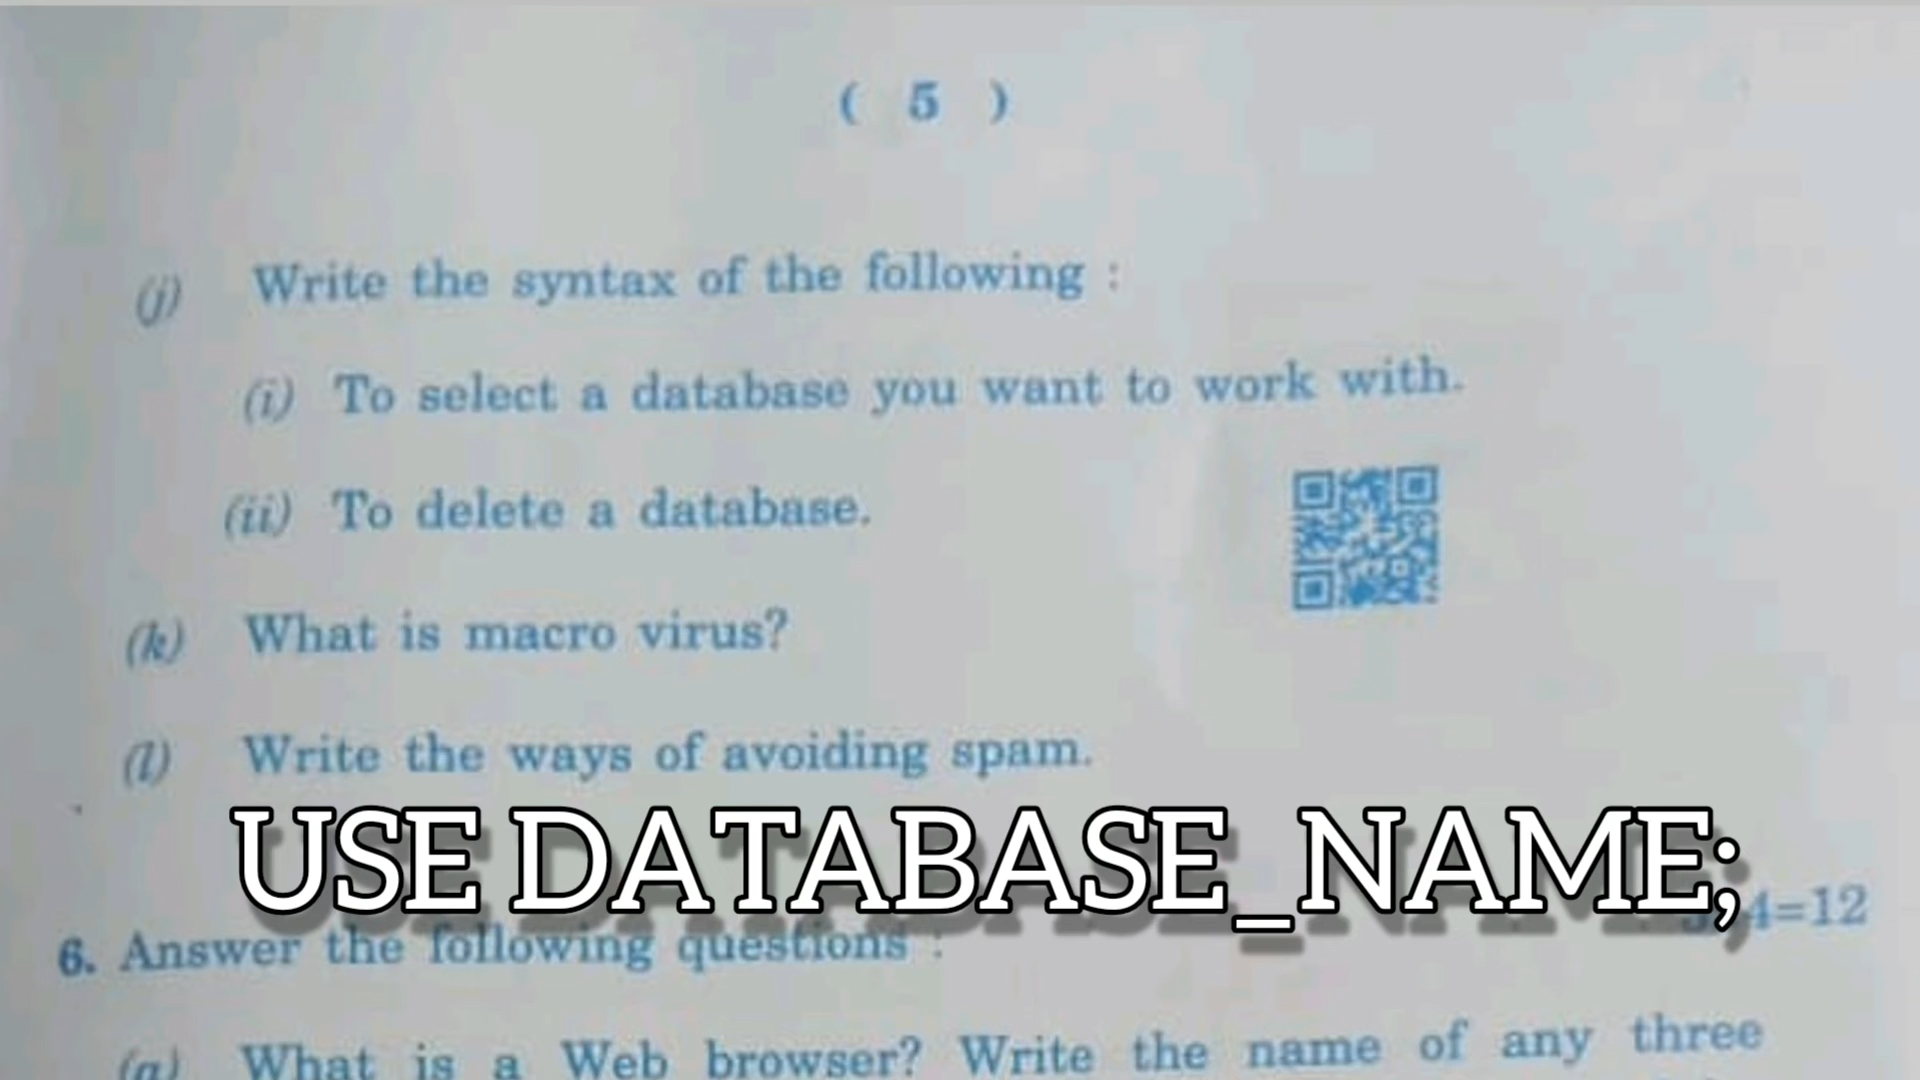 ( 5 )
(j) Write the syntax of the following :
(i) To select a database you want to work with.
(ii) To delete a database.
(k) What is macro virus?
(l) Write the ways of avoiding spam.
USE DATABASE_NAME;
4=12
6. Answer the following questions :
(a) What is a Web browser? Write the name of any three